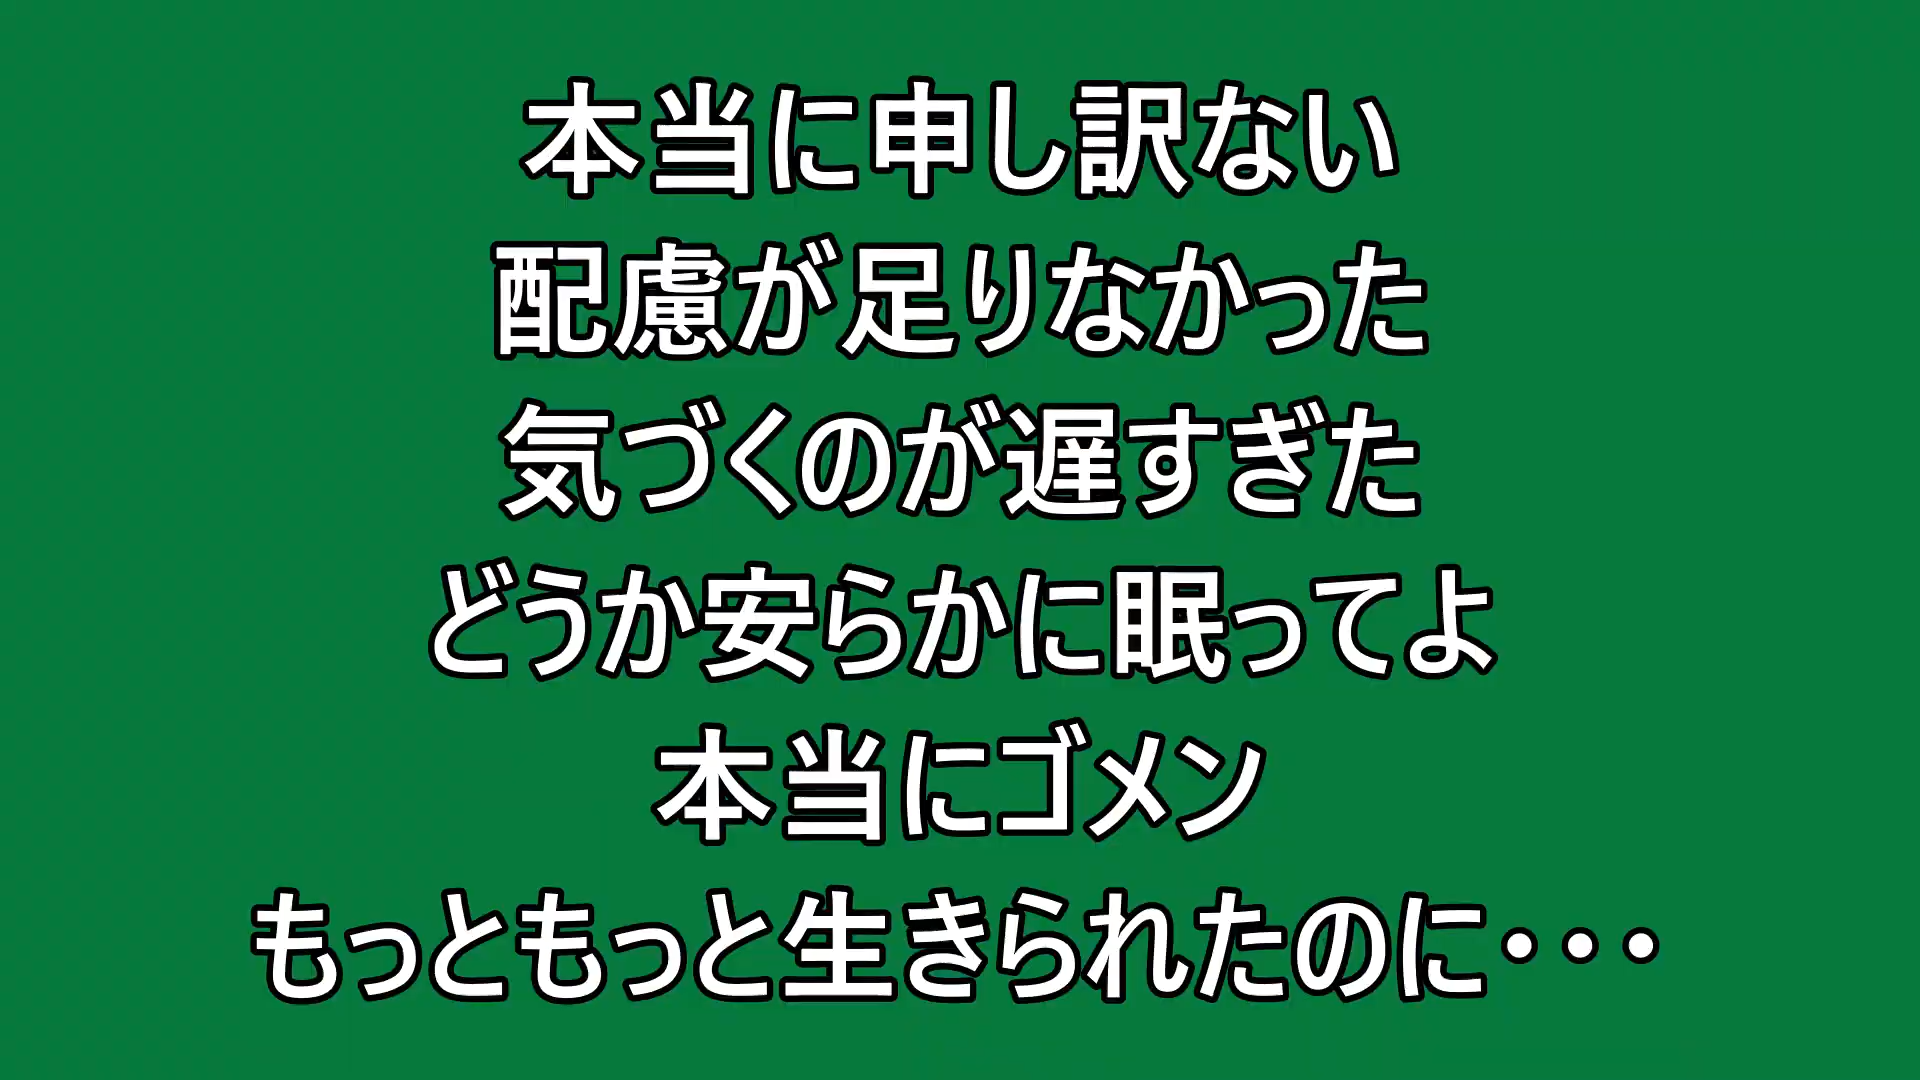 本当に申し訳ない
配慮が足りなかった
気づくのが遅すぎた
どうか安らかに眠ってよ
本当にゴメン
もっともっと生きられたのに・・・